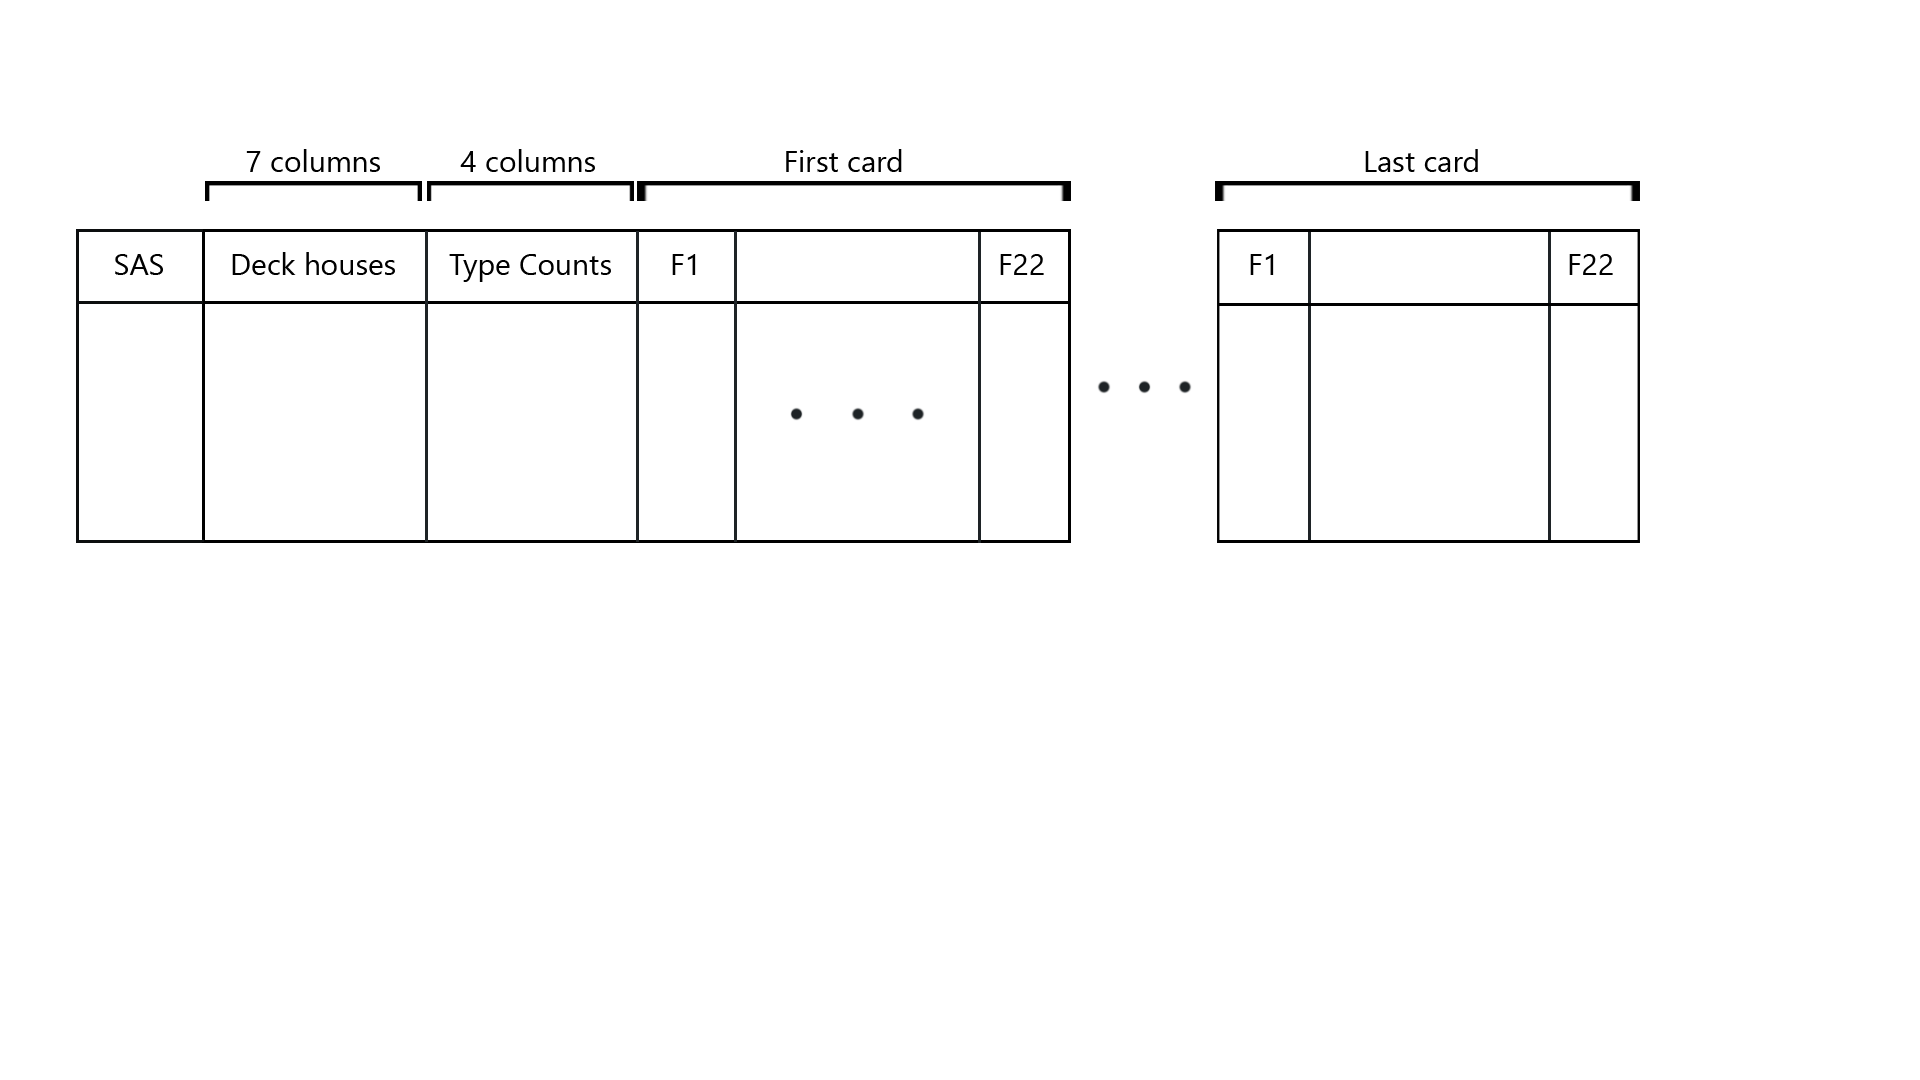 7 columns
4 columns
First card
Last card
SAS
Deck houses
Type Counts
F1
F22
F1
F22